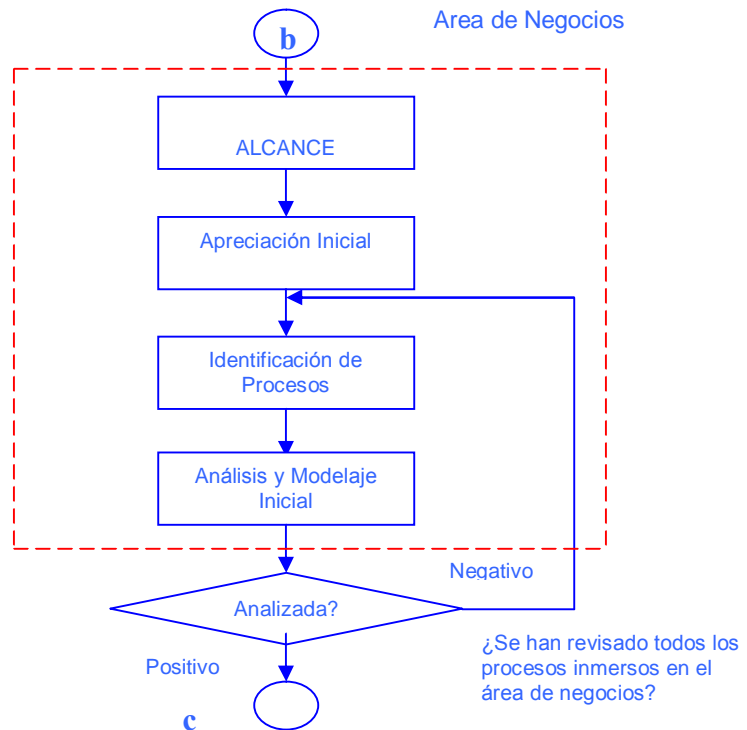 Area de Negocios
b
ALCANCE
Apreciación Inicial
Identificación de
Procesos
Análisis y Modelaje
Inicial
Negativo
Analizada?
¿Se han revisado todos los
procesos inmersos en el
área de negocios?
Positivo
c